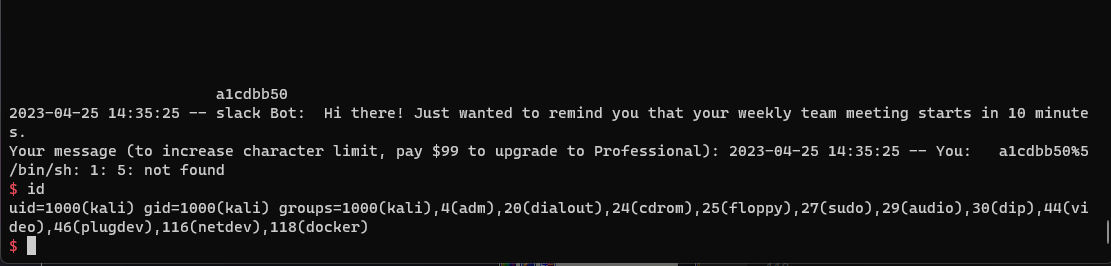 a1cdbb50
2023-04-25 14:35:25 -- slack Bot:  Hi there! Just wanted to remind you that your weekly team meeting starts in 10 minute
s.
Your message (to increase character limit, pay $99 to upgrade to Professional): 2023-04-25 14:35:25 -- You:   a1cdbb50%5
/bin/sh: 1: 5: not found
$ id
uid=1000(kali) gid=1000(kali) groups=1000(kali),4(adm),20(dialout),24(cdrom),25(floppy),27(sudo),29(audio),30(dip),44(vi
deo),46(plugdev),116(netdev),118(docker)
$